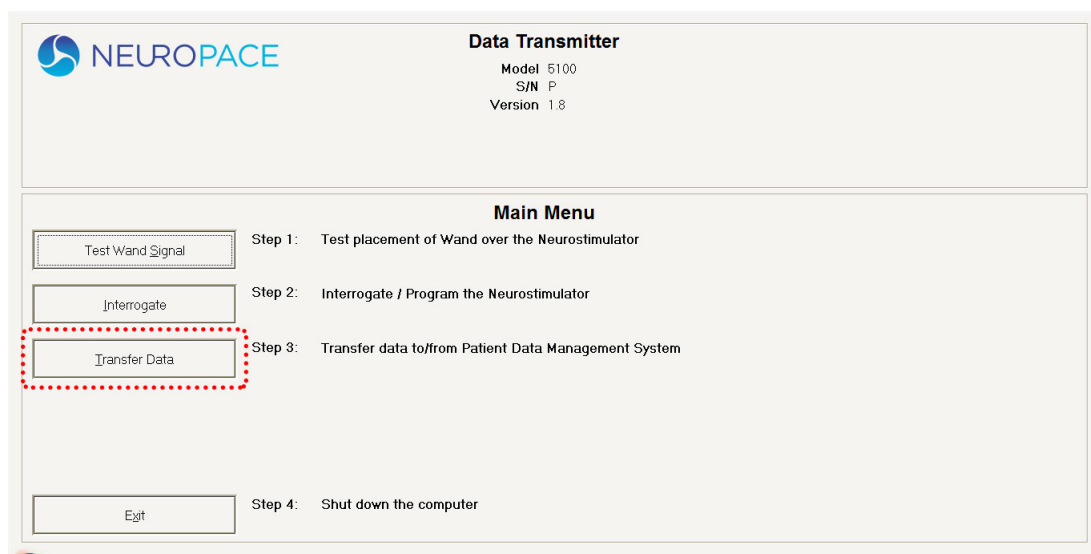 NEUROPACE
Data Transmitter
Model 5100
S/N P
Version 1.8
Main Menu
Test Wand Signal Step 1: Test placement of Wand over the Neurostimulator
Interrogate Step 2: Interrogate / Program the Neurostimulator
Transfer Data Step 3: Transfer data to/from Patient Data Management System
Exit Step 4: Shut down the computer